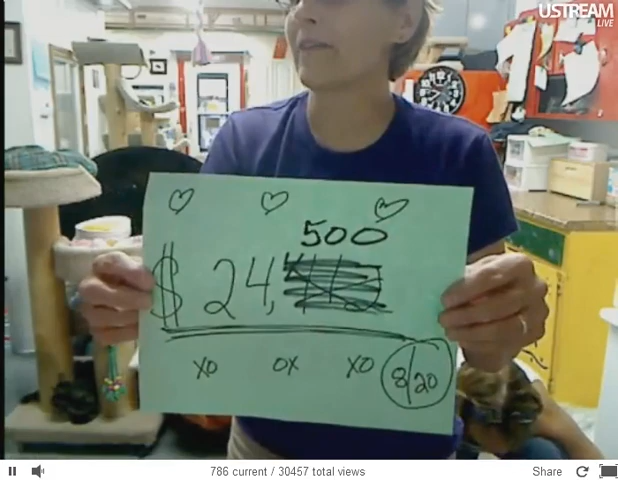 USTREAM
LIVE
500
$ 24,
XO OX XO 8/20
786 current / 30457 total views
Share